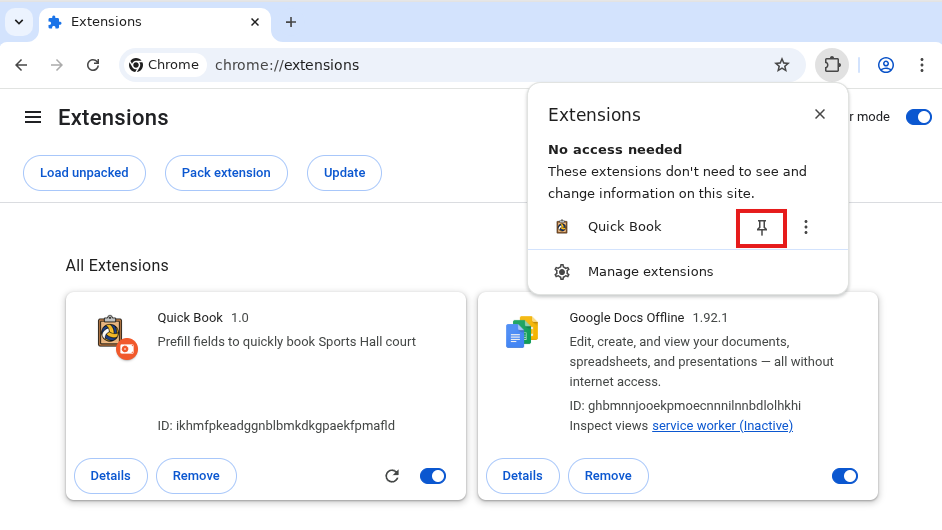 Extensions
Chrome
chrome://extensions
Extensions
r mode
Load unpacked
Pack extension
Update
Extensions
No access needed
These extensions don't need to see and
change information on this site.
Quick Book
Manage extensions
All Extensions
Quick Book 1.0
Prefill fields to quickly book Sports Hall court
ID: ikhmfpkeadggnblbmkdkgpaekfpmafld
Details
Remove
Google Docs Offline 1.92.1
Edit, create, and view your documents,
spreadsheets, and presentations — all without
internet access.
ID: ghbmnnjooekpmoecnnnilnnbdlolhkhi
Inspect views service worker (Inactive)
Details
Remove